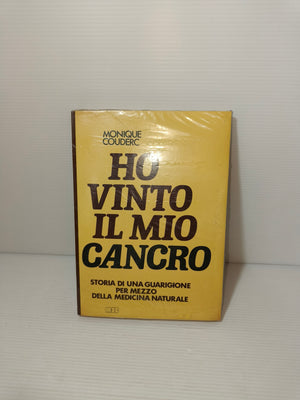 MONIQUE
COUDERC
HO
VINTO
IL MIO
CANCRO
STORIA DI UNA GUARIGIONE
PER MEZZO
DELLA MEDICINA NATURALE